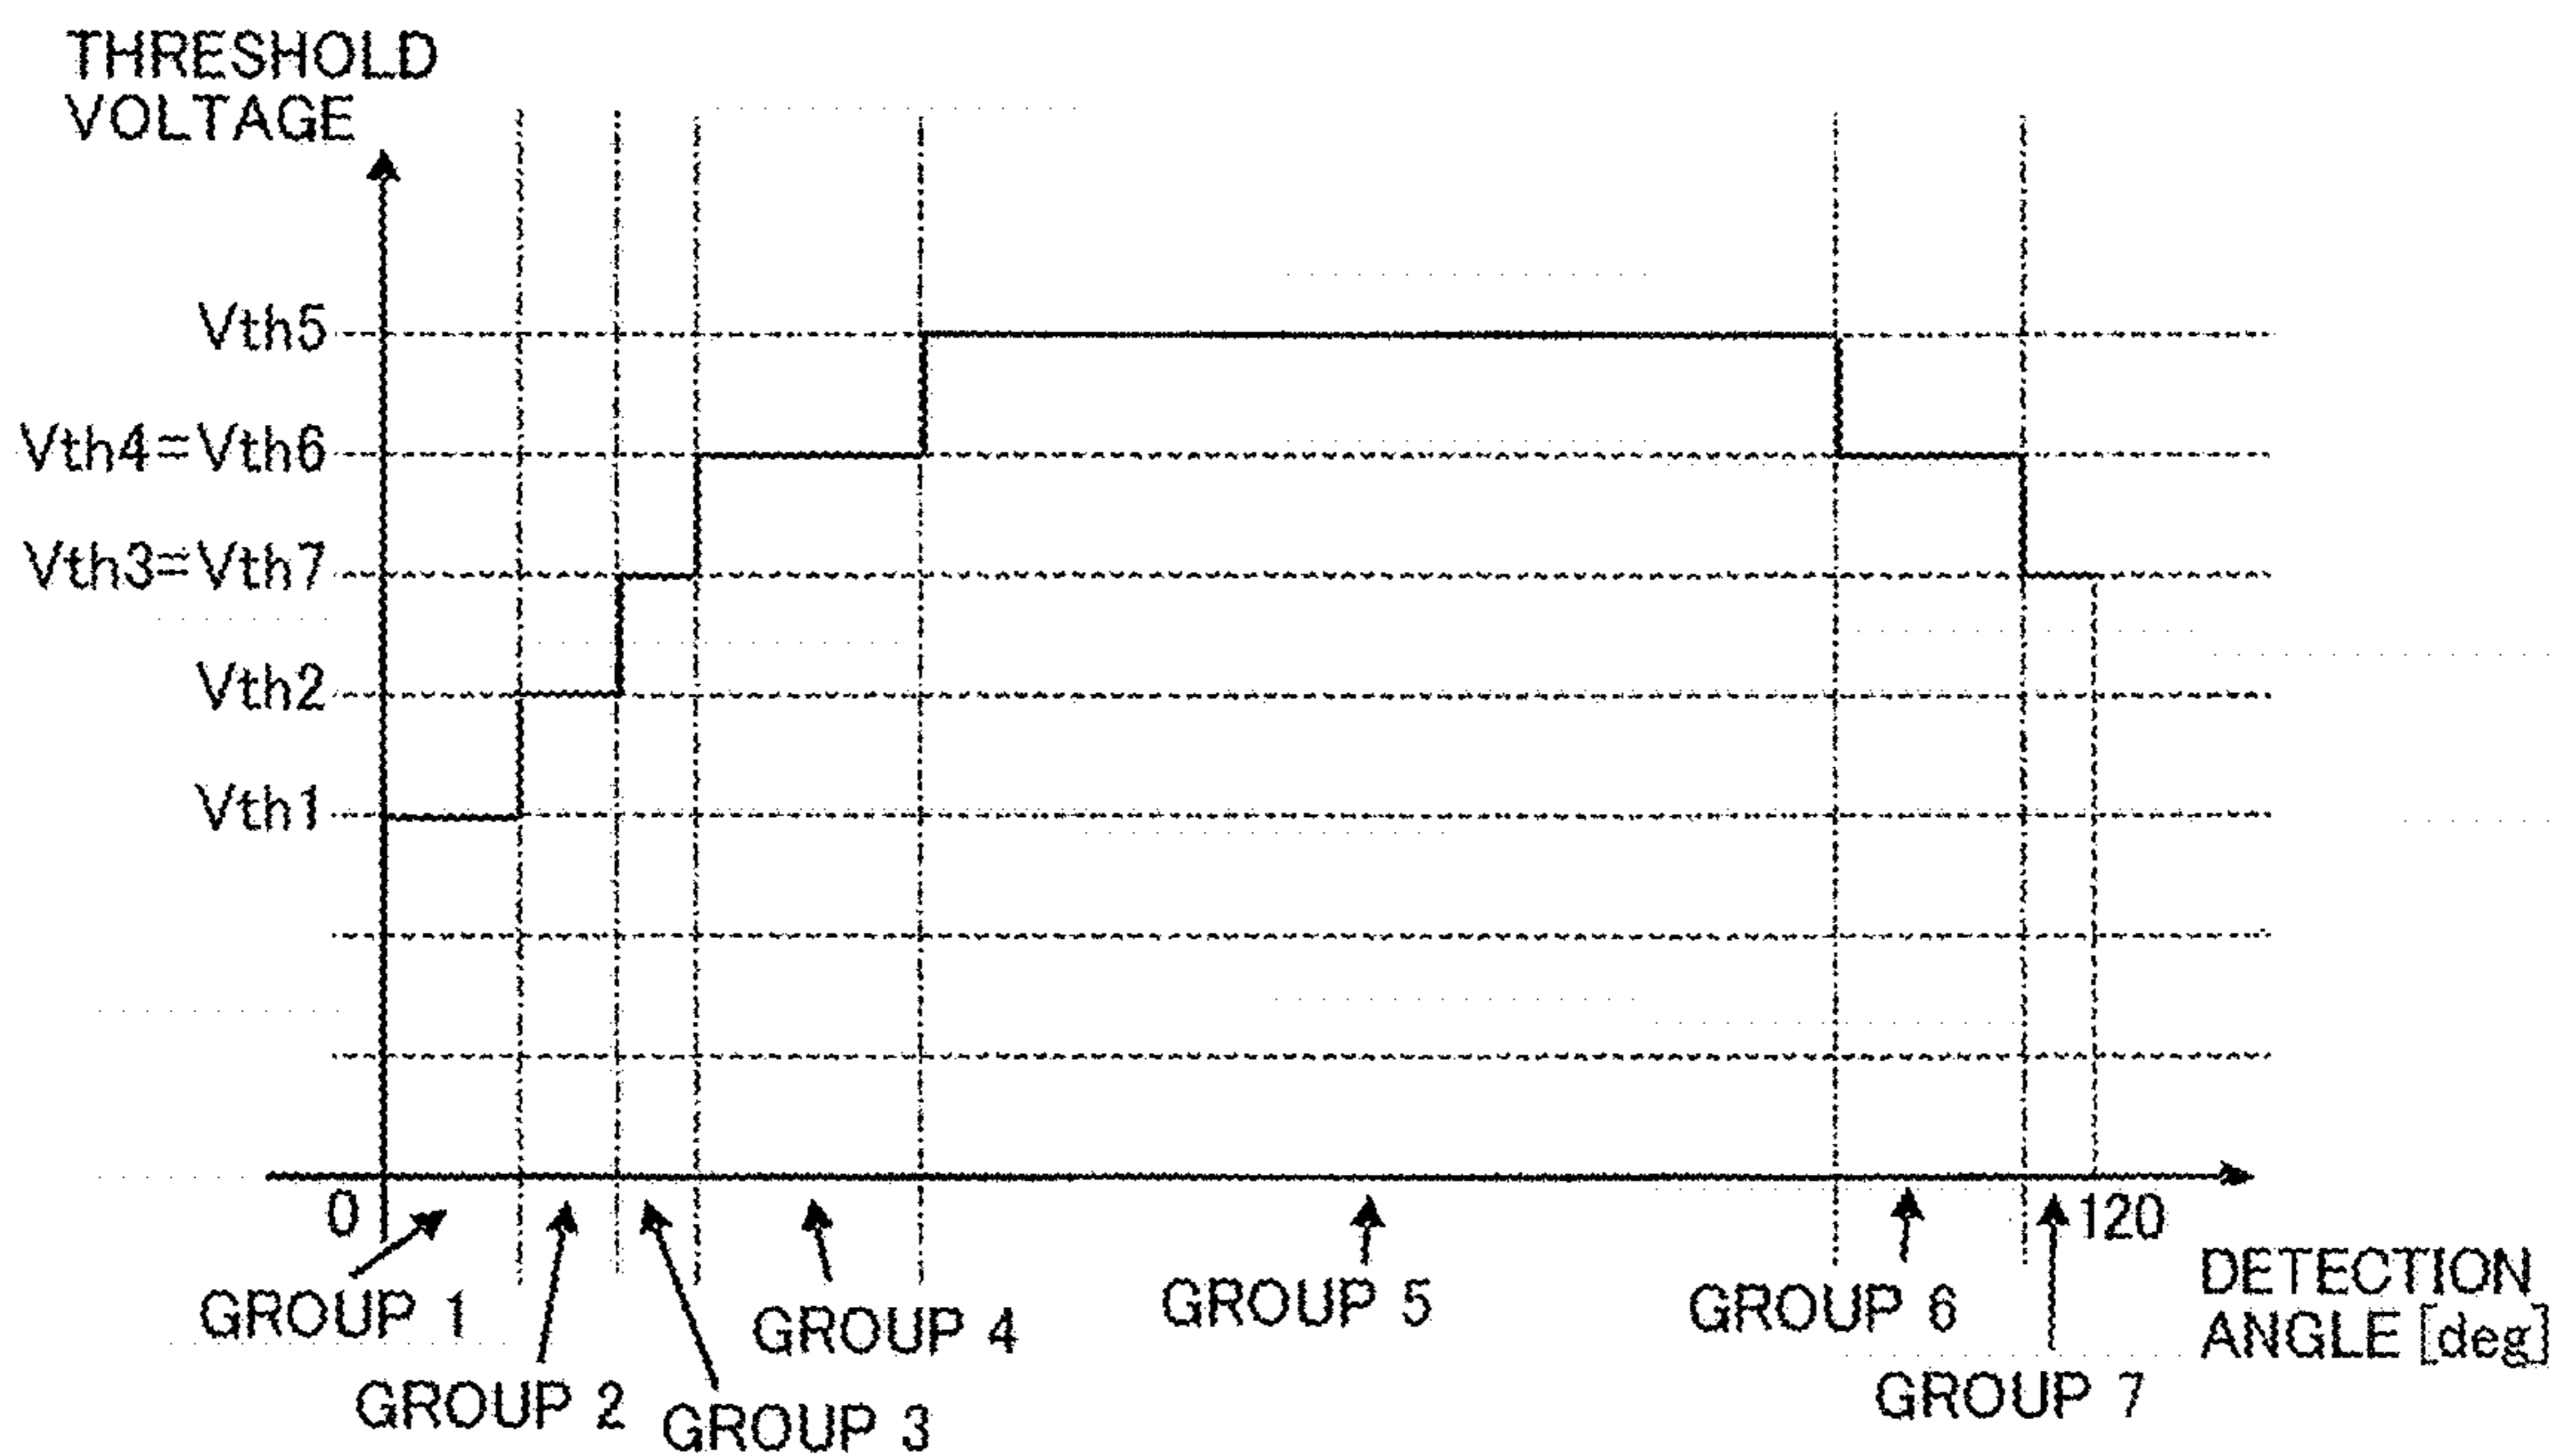 THRESHOLD
VOLTAGE
Vth5
Vth4=Vth6
Vth3=Vth7
Vth2
Vth1
0
120
DETECTION
ANGLE [deg]
GROUP 1
GROUP 2
GROUP 3
GROUP 4
GROUP 5
GROUP 6
GROUP 7